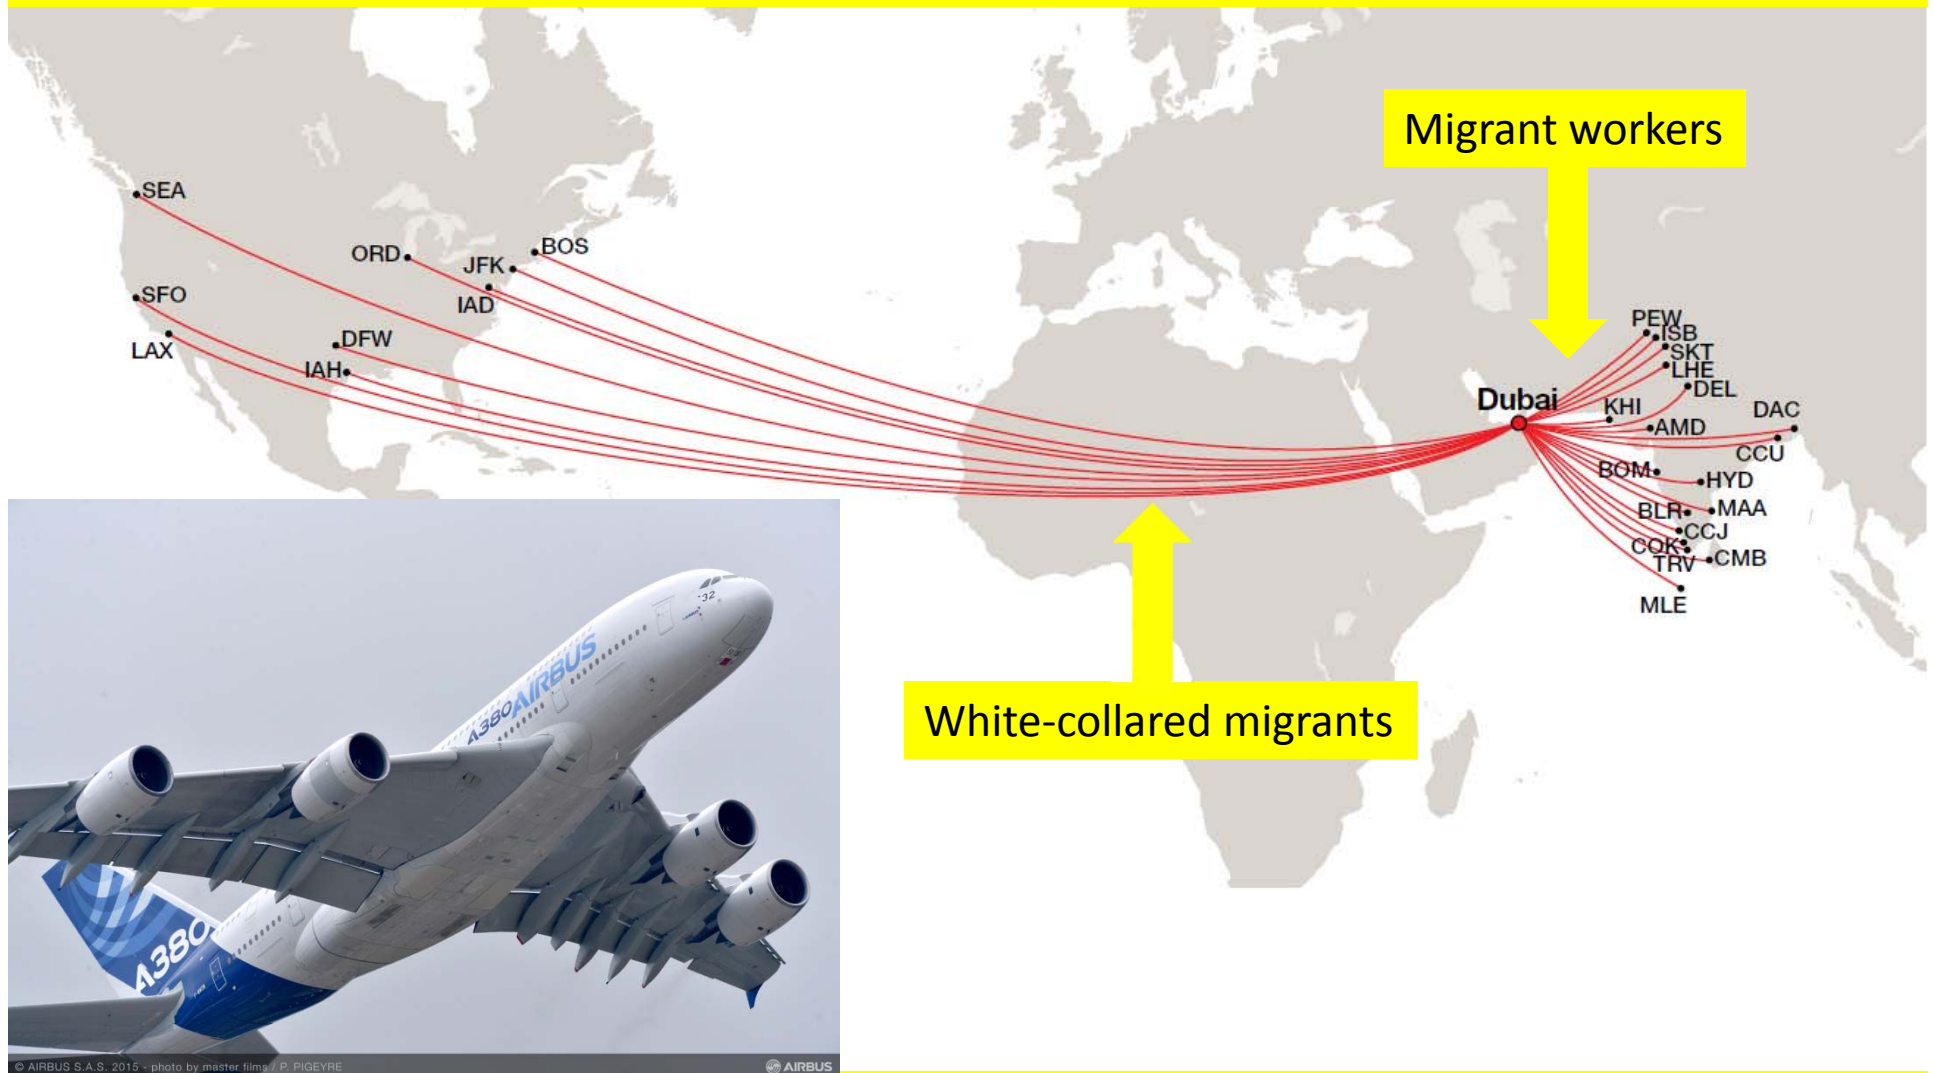 Migrant workers
SEA
ORD
JFK
BOS
IAD
SFO
LAX
DFW
IAH
PEW
ISB
SKT
LHE
DEL
Dubai
KHI
AMD
DAC
CCU
BOM
HYD
BLR
MAA
CCJ
COK
TRV
CMB
MLE
White-collared migrants
32
A380 AIRBUS
A380
© AIRBUS S.A.S. 2015 - photo by master films / P. PIGEYRE
AIRBUS